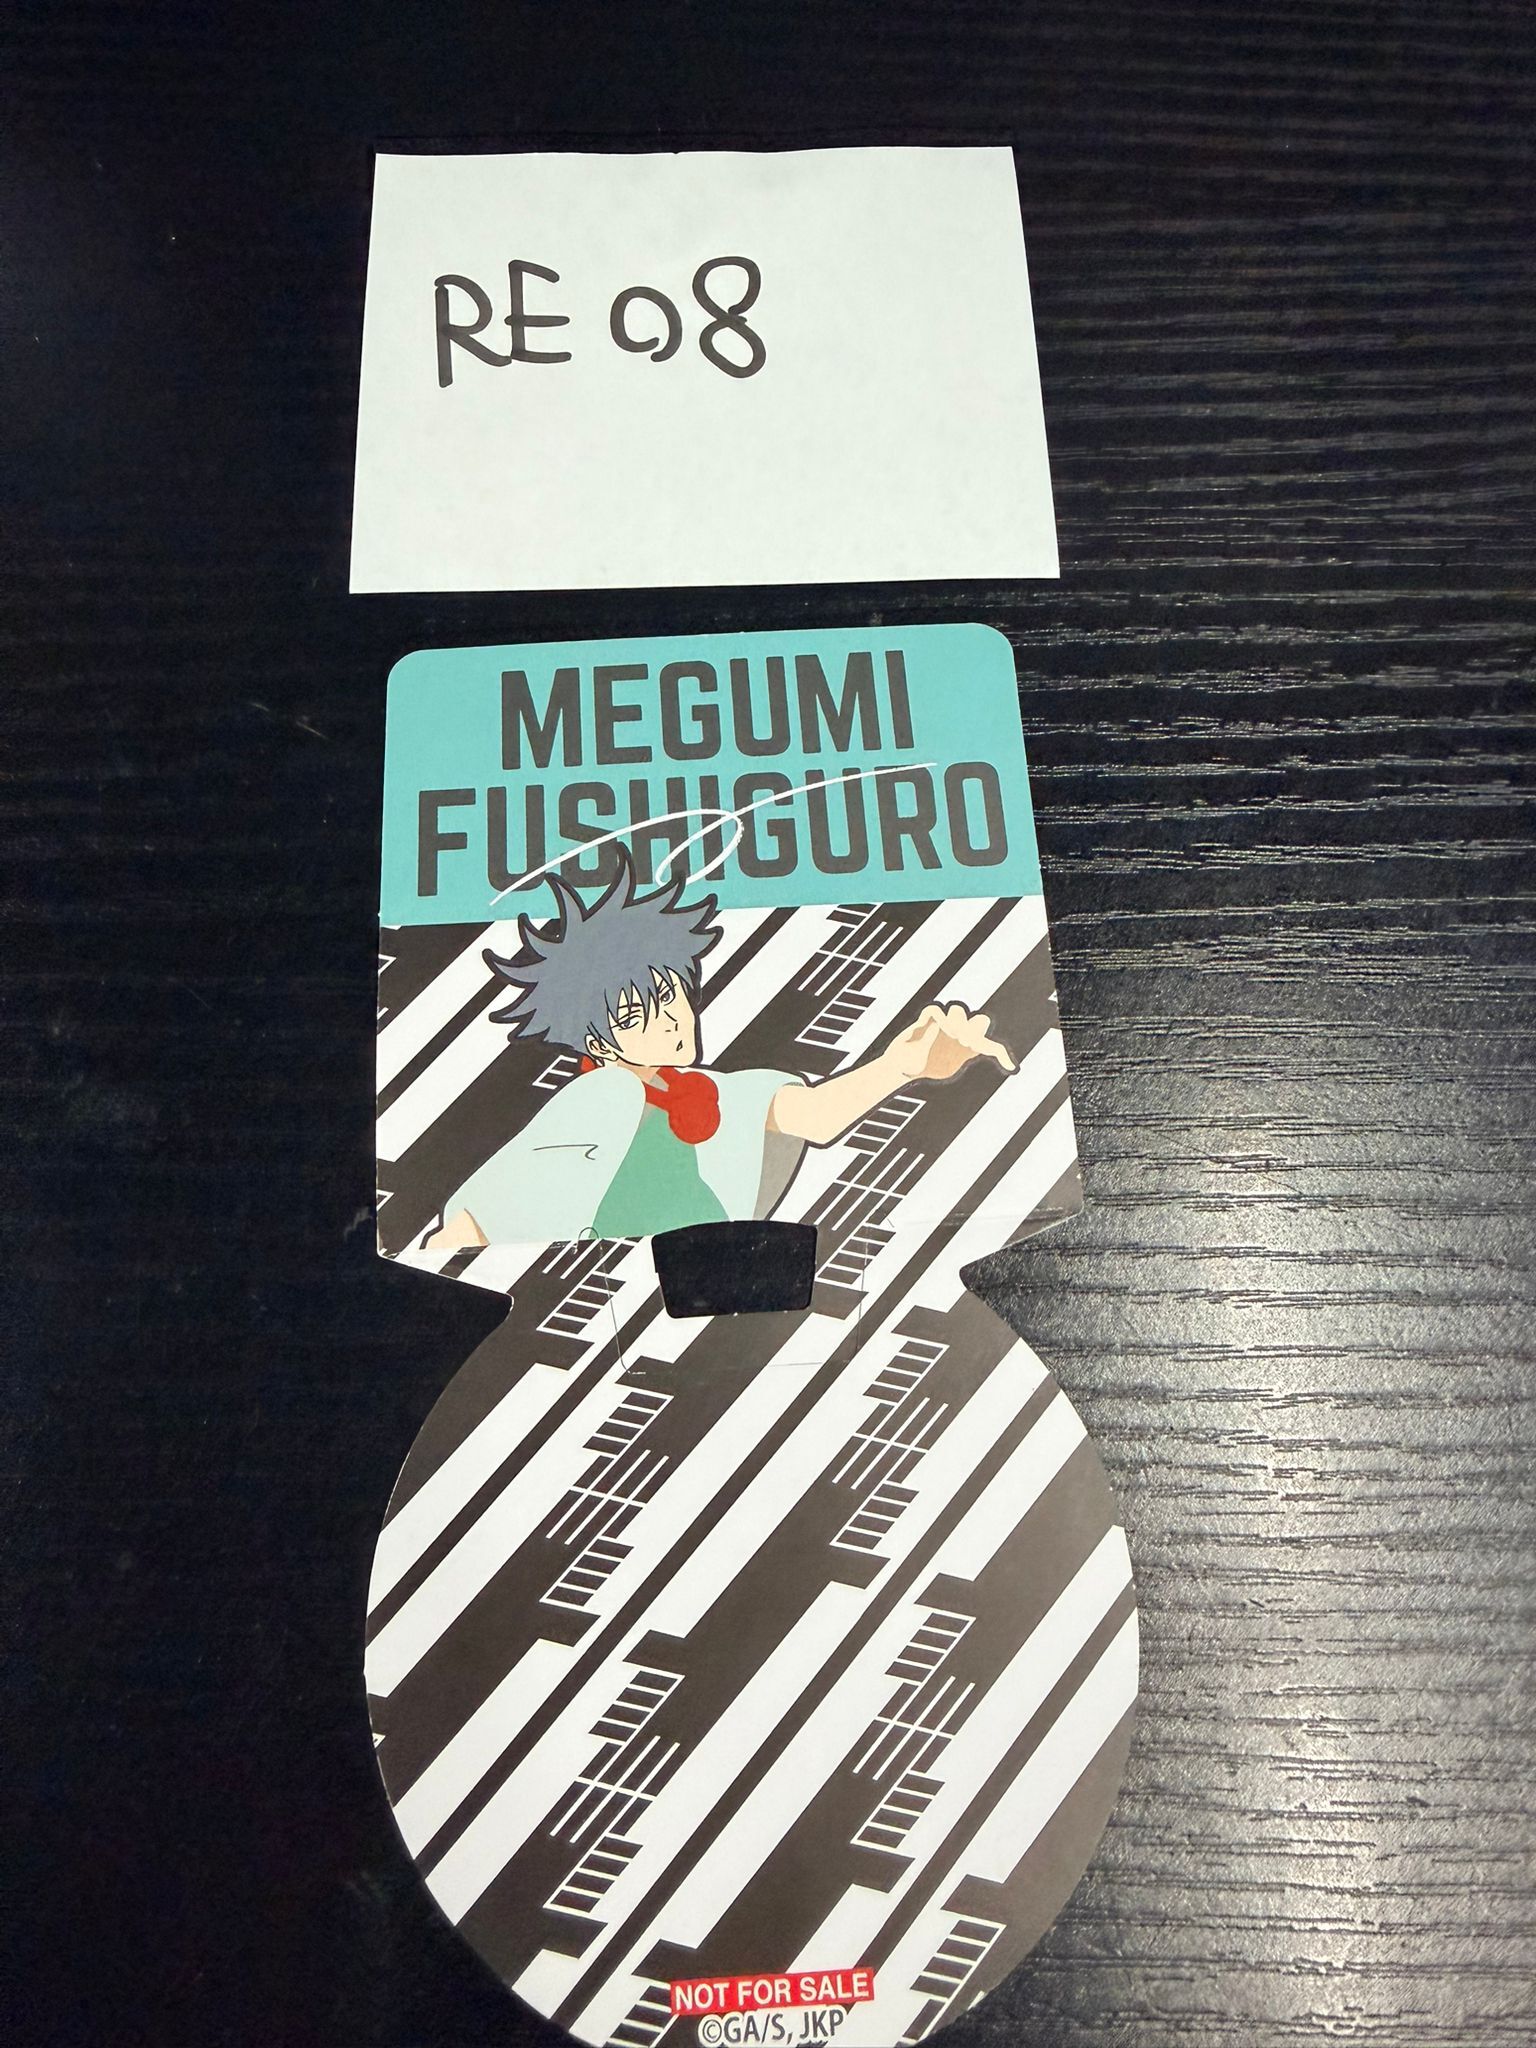 RE 08
MEGUMI
FUSHIGURO
NOT FOR SALE
©GA/S, JKP